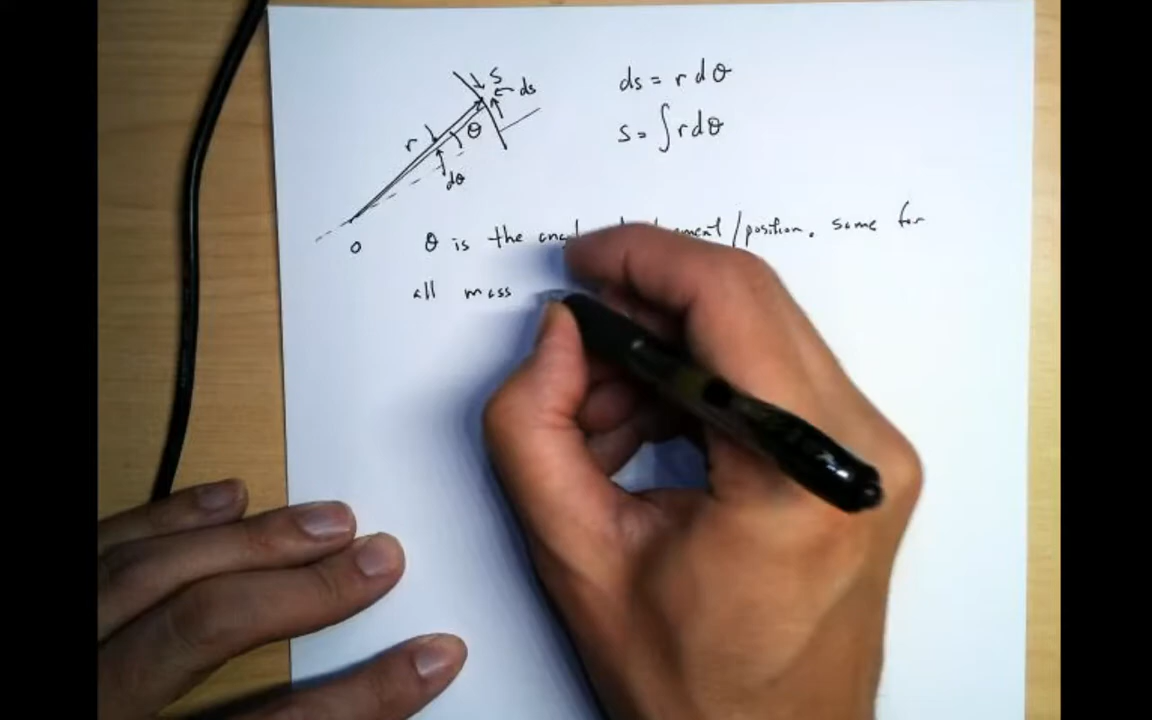 s
ds
r
θ
dθ
o
ds = r dθ
s = ∫ r dθ
θ is the /position. same for
all mass